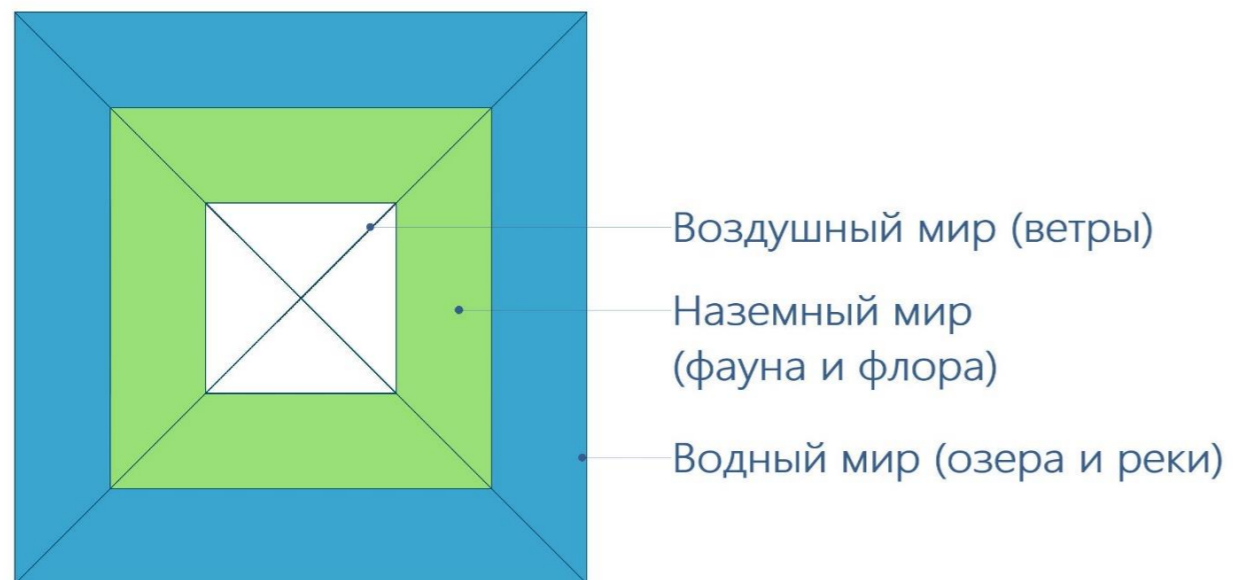 Воздушный мир (ветры)
Наземный мир
(фауна и флора)
Водный мир (озера и реки)